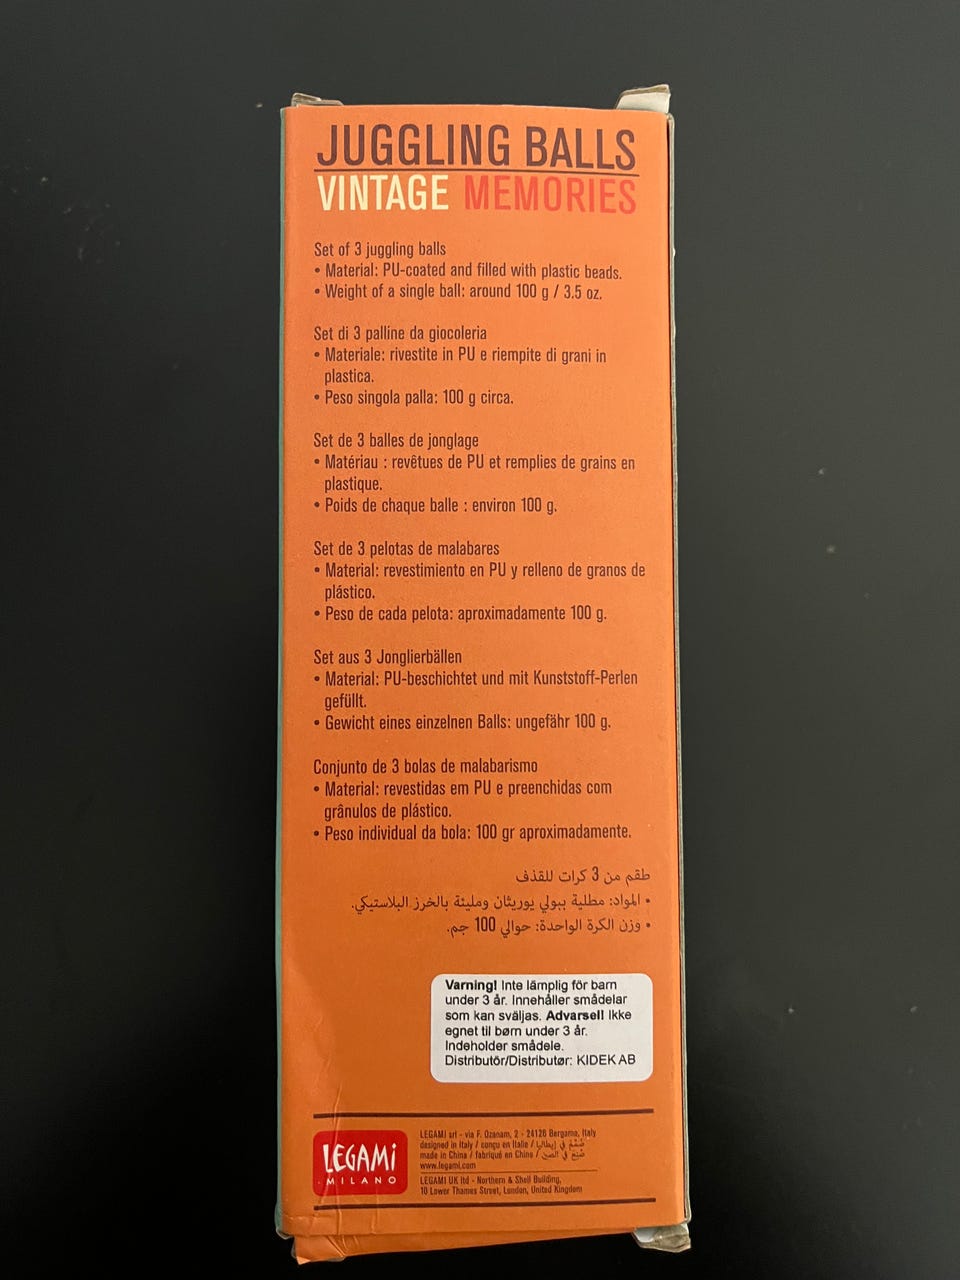 JUGGLING BALLS
VINTAGE MEMORIES
Set of 3 juggling balls
• Material: PU-coated and filled with plastic beads.
• Weight of a single ball: around 100 g / 3.5 oz.
Set di 3 palline da giocoleria
• Materiale: rivestite in PU e riempite di grani in
plastica.
• Peso singola palla: 100 g circa.
Set de 3 balles de jonglage
• Matériau : revêtues de PU et remplies de grains en
plastique.
• Poids de chaque balle : environ 100 g.
Set de 3 pelotas de malabares
• Material: revestimiento en PU y relleno de granos de
plástico.
• Peso de cada pelota: aproximadamente 100 g.
Set aus 3 Jonglierbällen
• Material: PU-beschichtet und mit Kunststoff-Perlen
gefüllt.
• Gewicht eines einzelnen Balls: ungefähr 100 g.
Conjunto de 3 bolas de malabarismo
• Material: revestidas em PU e preenchidas com
grânulos de plástico.
• Peso individual da bola: 100 gr aproximadamente.
طقم من 3 كرات للقذف
• المواد: مطلية ببولي يوريثان ومليئة بالخرز البلاستيكي.
• وزن الكرة الواحدة: حوالي 100 جم.
Varning! Inte lämplig för barn
under 3 år. Innehåller smådelar
som kan sväljas. Advarsel! Ikke
egnet til børn under 3 år.
Indeholder smådele.
Distributör/Distributør: KIDEK AB
LEGAMI
MILANO
LEGAMI srl - via F. Ozanam, 2 - 24126 Bergamo, Italy
designed in Italy / conçu en Italie / صُمّم في إيطاليا
made in China / fabriqué en Chine / صُنع في الصين
www.legami.com
LEGAMI UK ltd - Northern & Shell Building,
10 Lower Thames Street, London, United Kingdom